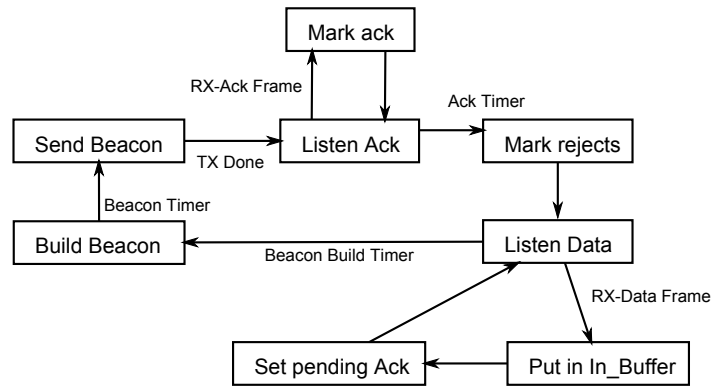 Mark ack
RX-Ack Frame
Ack Timer
Send Beacon
TX Done
Listen Ack
Mark rejects
Beacon Timer
Build Beacon
Beacon Build Timer
Listen Data
RX-Data Frame
Set pending Ack
Put in In_Buffer